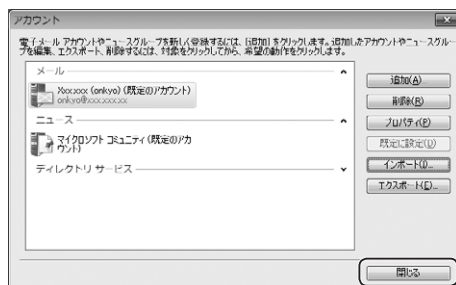 アカウント
電子メール アカウントやニュースグループを新しく登録するには、[追加] をクリックします。追加したアカウントやニュースグルー
プを編集、エクスポート、削除するには、対象をクリックしてから、希望の動作をクリックします。
メール
Xxx:xxx (onkyo) (既定のアカウント)
onkyo@xxx.xxx.xx
ニュース
マイクロソフト コミュニティ (既定のアカ
ウント)
ディレクトリ サービス
追加(A)
削除(R)
プロパティ(P)
既定に設定(D)
インポート(I)...
エクスポート(E)...
閉じる